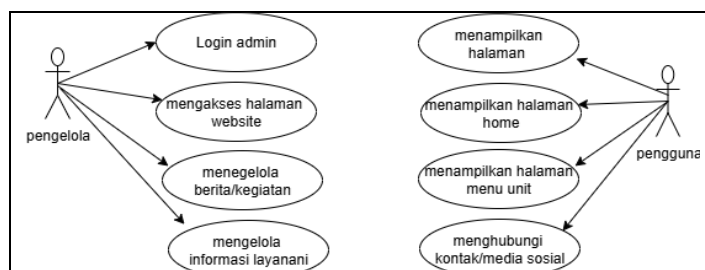 Login admin
mengakses halaman
website
menegelola
berita/kegiatan
mengelola
informasi layanani
pengelola
menampilkan
halaman
menampilkan halaman
home
menampilkan halaman
menu unit
menghubungi
kontak/media sosial
pengguna